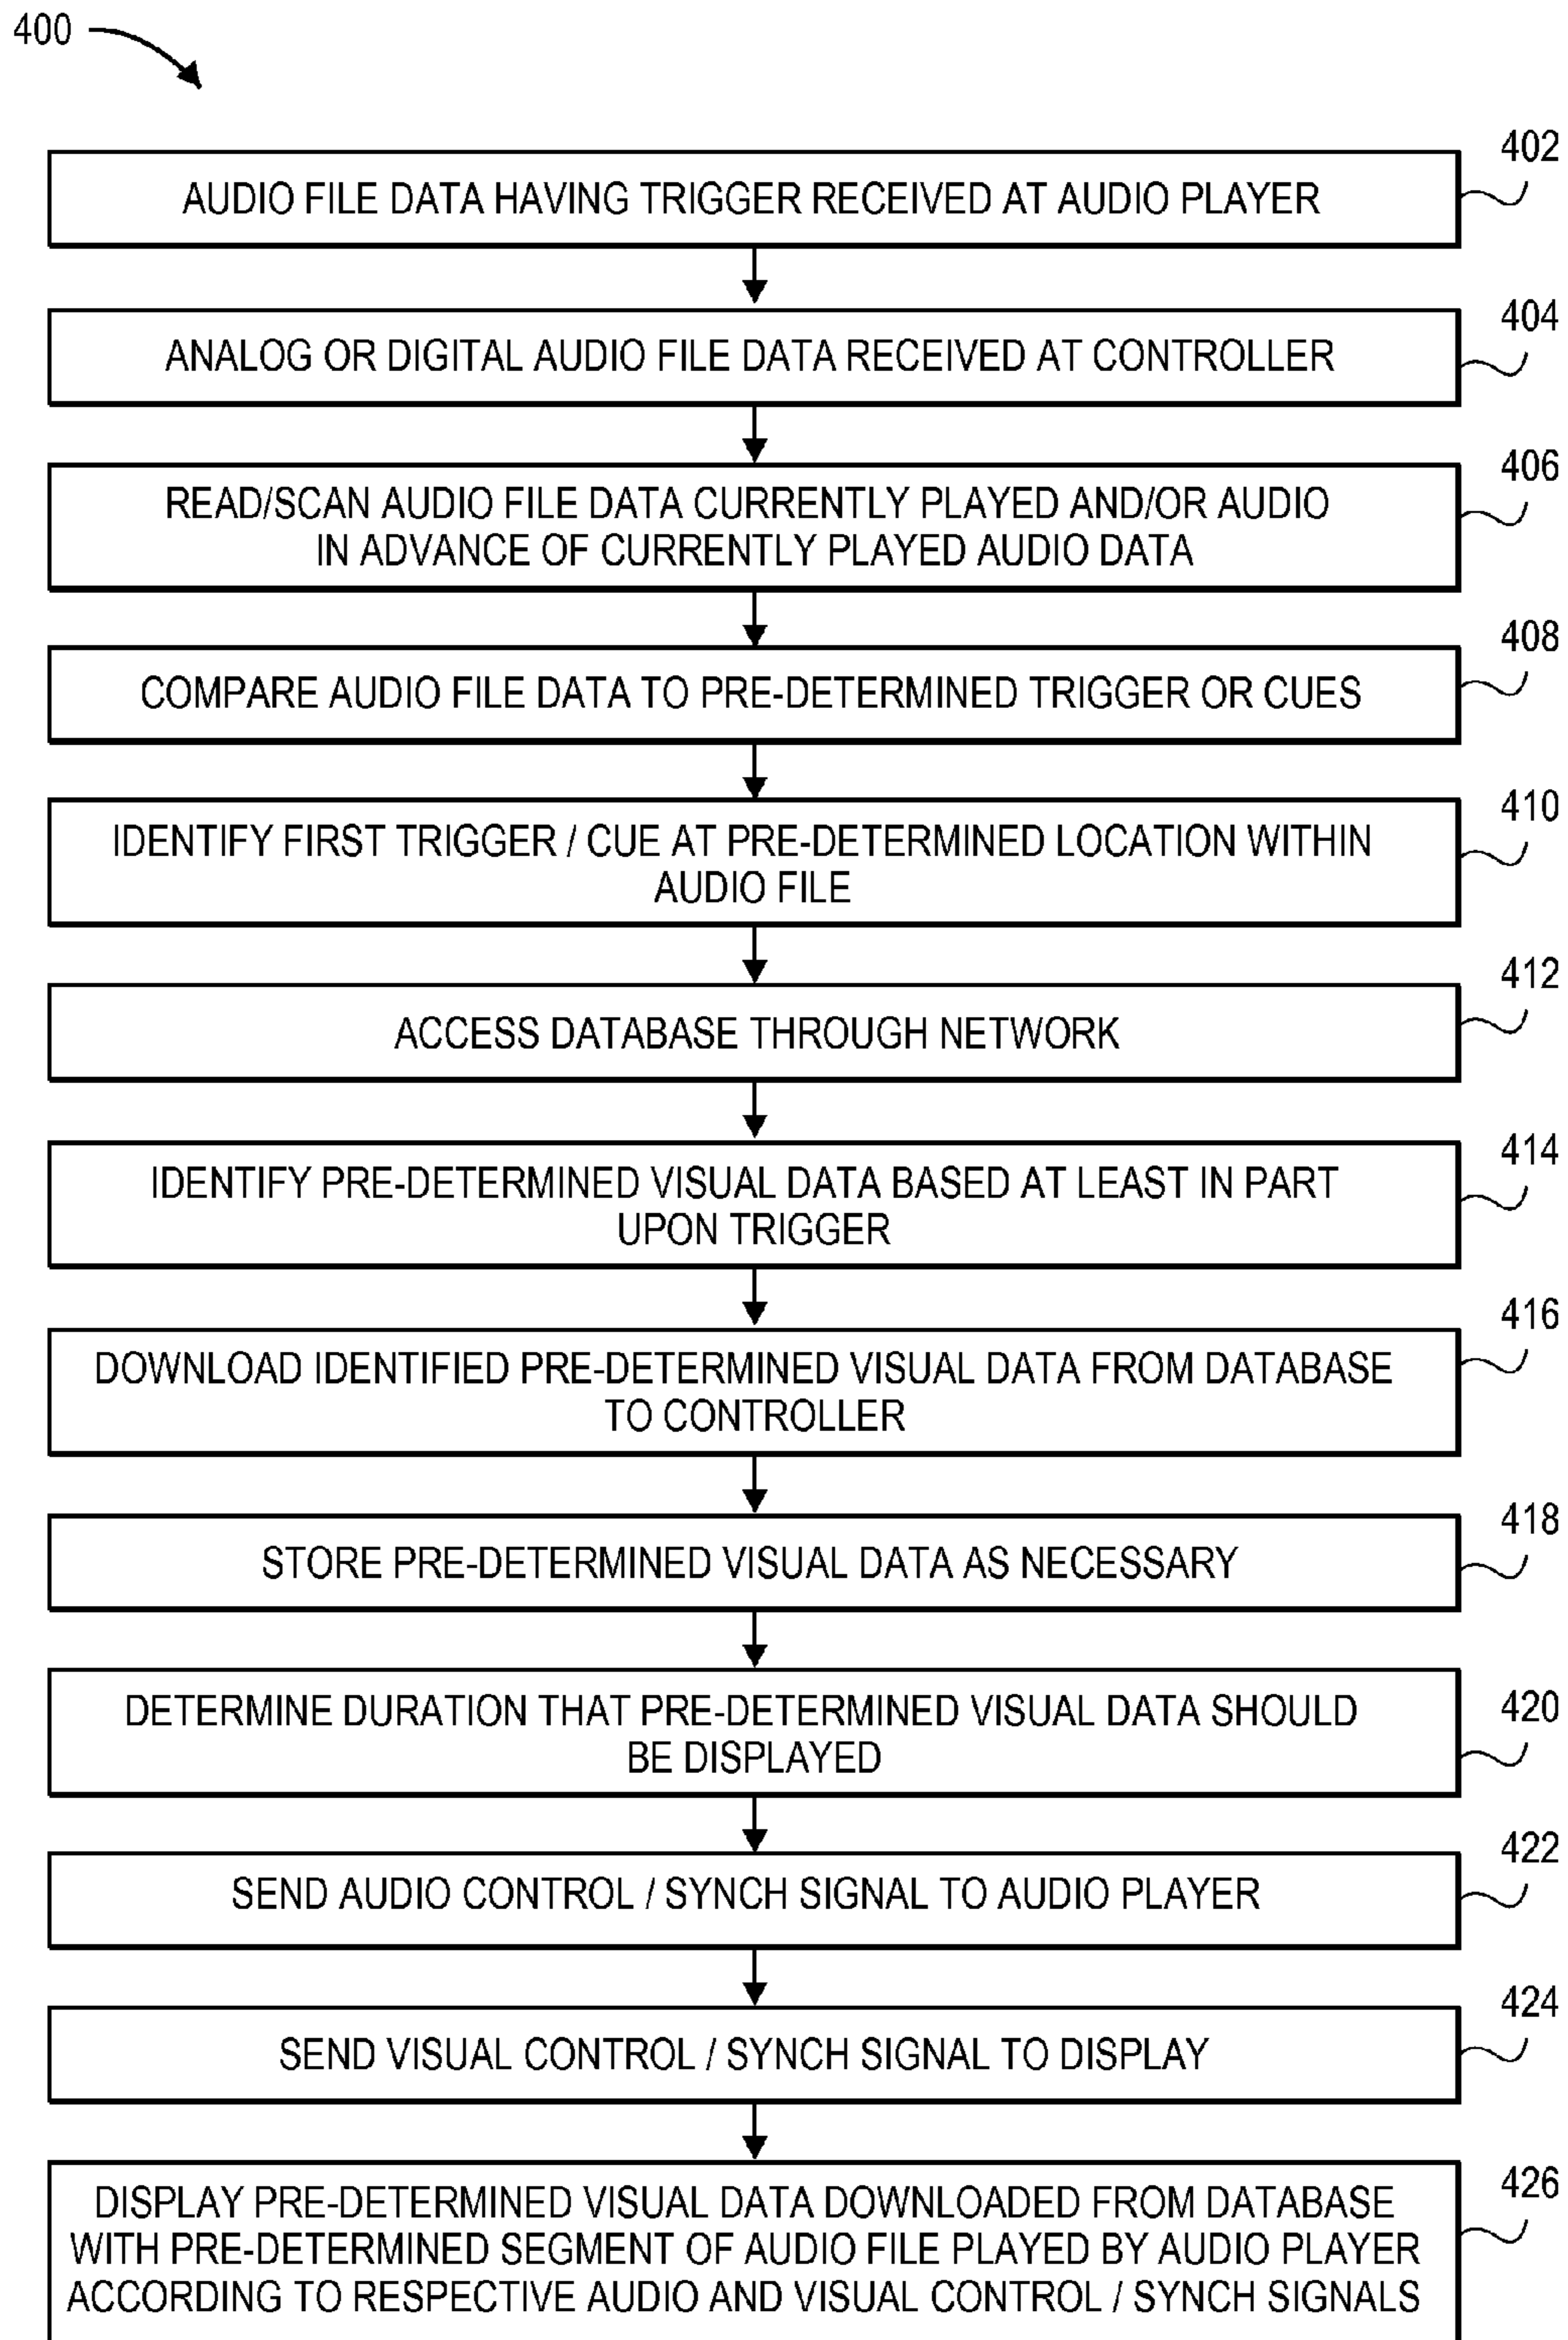 400
402
AUDIO FILE DATA HAVING TRIGGER RECEIVED AT AUDIO PLAYER
404
ANALOG OR DIGITAL AUDIO FILE DATA RECEIVED AT CONTROLLER
406
READ/SCAN AUDIO FILE DATA CURRENTLY PLAYED AND/OR AUDIO
IN ADVANCE OF CURRENTLY PLAYED AUDIO DATA
408
COMPARE AUDIO FILE DATA TO PRE-DETERMINED TRIGGER OR CUES
410
IDENTIFY FIRST TRIGGER / CUE AT PRE-DETERMINED LOCATION WITHIN
AUDIO FILE
412
ACCESS DATABASE THROUGH NETWORK
414
IDENTIFY PRE-DETERMINED VISUAL DATA BASED AT LEAST IN PART
UPON TRIGGER
416
DOWNLOAD IDENTIFIED PRE-DETERMINED VISUAL DATA FROM DATABASE
TO CONTROLLER
418
STORE PRE-DETERMINED VISUAL DATA AS NECESSARY
420
DETERMINE DURATION THAT PRE-DETERMINED VISUAL DATA SHOULD
BE DISPLAYED
422
SEND AUDIO CONTROL / SYNCH SIGNAL TO AUDIO PLAYER
424
SEND VISUAL CONTROL / SYNCH SIGNAL TO DISPLAY
426
DISPLAY PRE-DETERMINED VISUAL DATA DOWNLOADED FROM DATABASE
WITH PRE-DETERMINED SEGMENT OF AUDIO FILE PLAYED BY AUDIO PLAYER
ACCORDING TO RESPECTIVE AUDIO AND VISUAL CONTROL / SYNCH SIGNALS